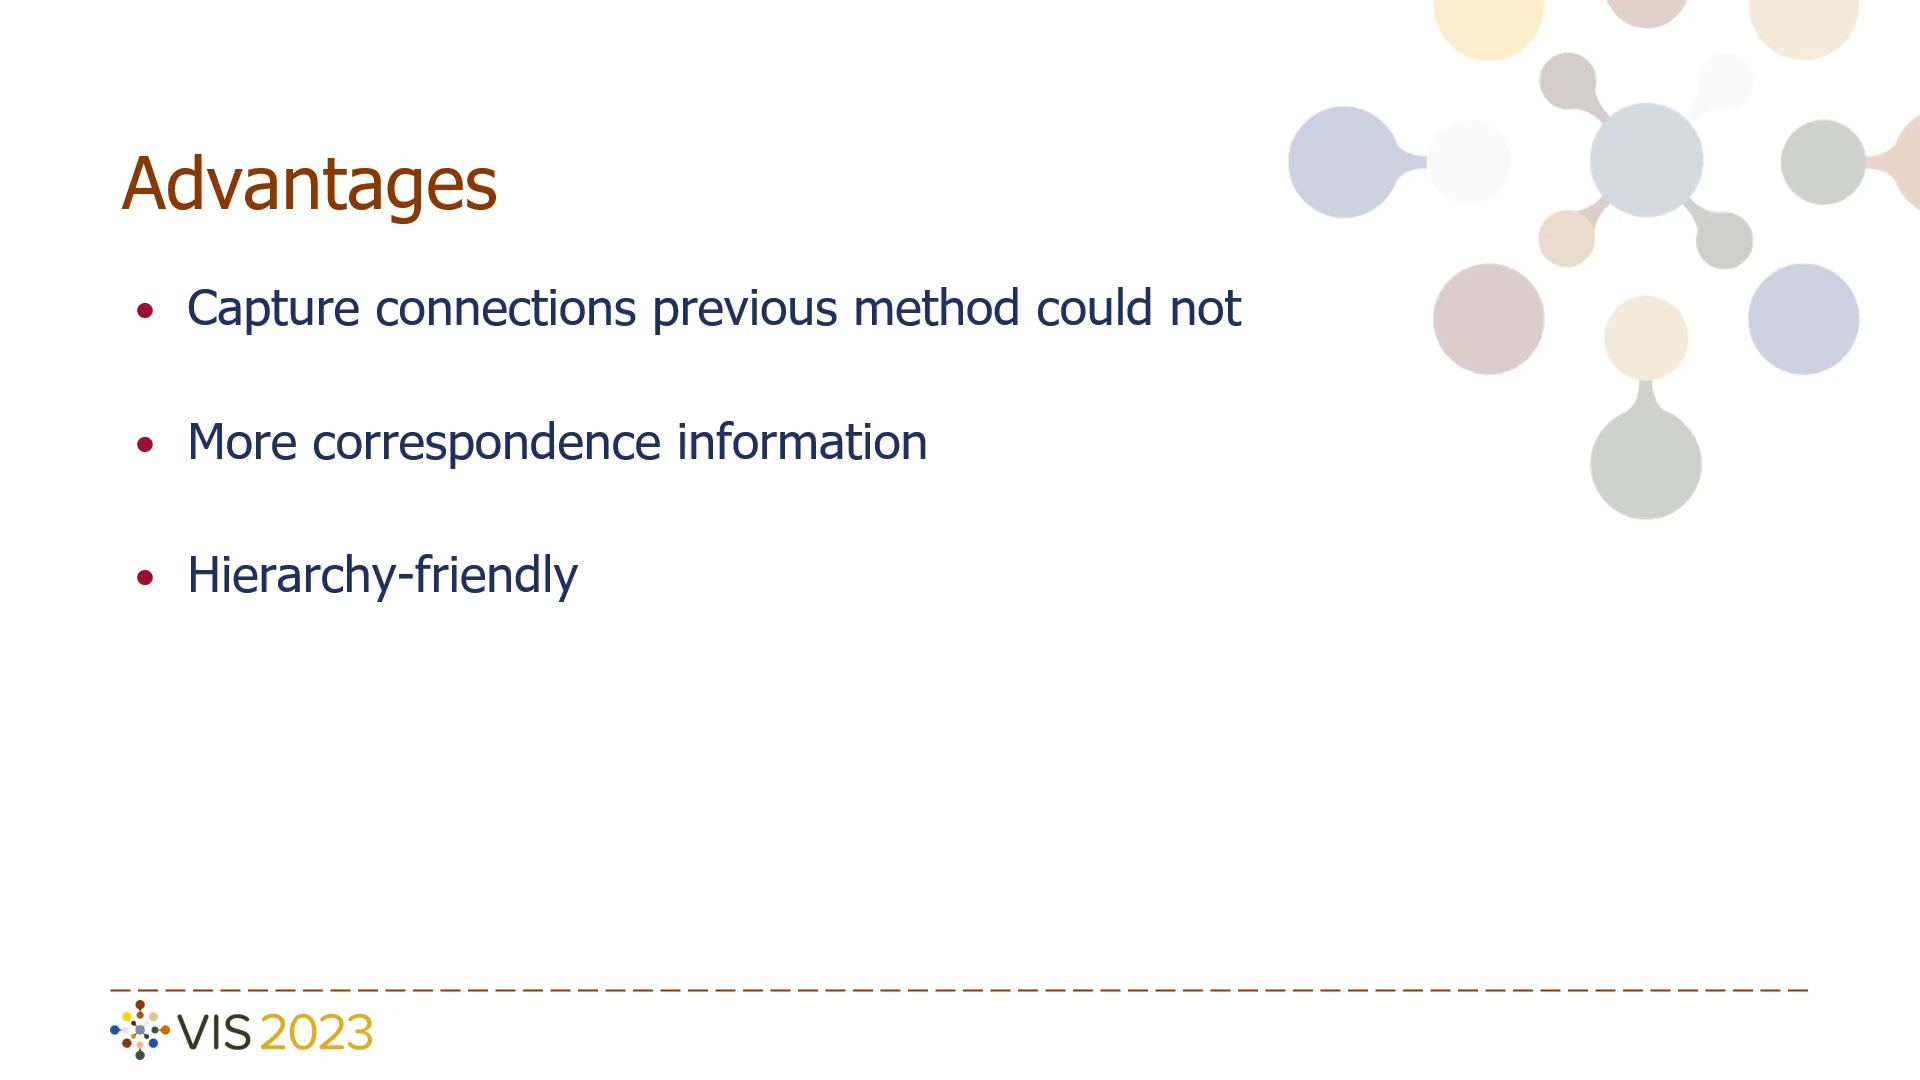 Advantages
• Capture connections previous method could not
• More correspondence information
• Hierarchy-friendly
VIS 2023